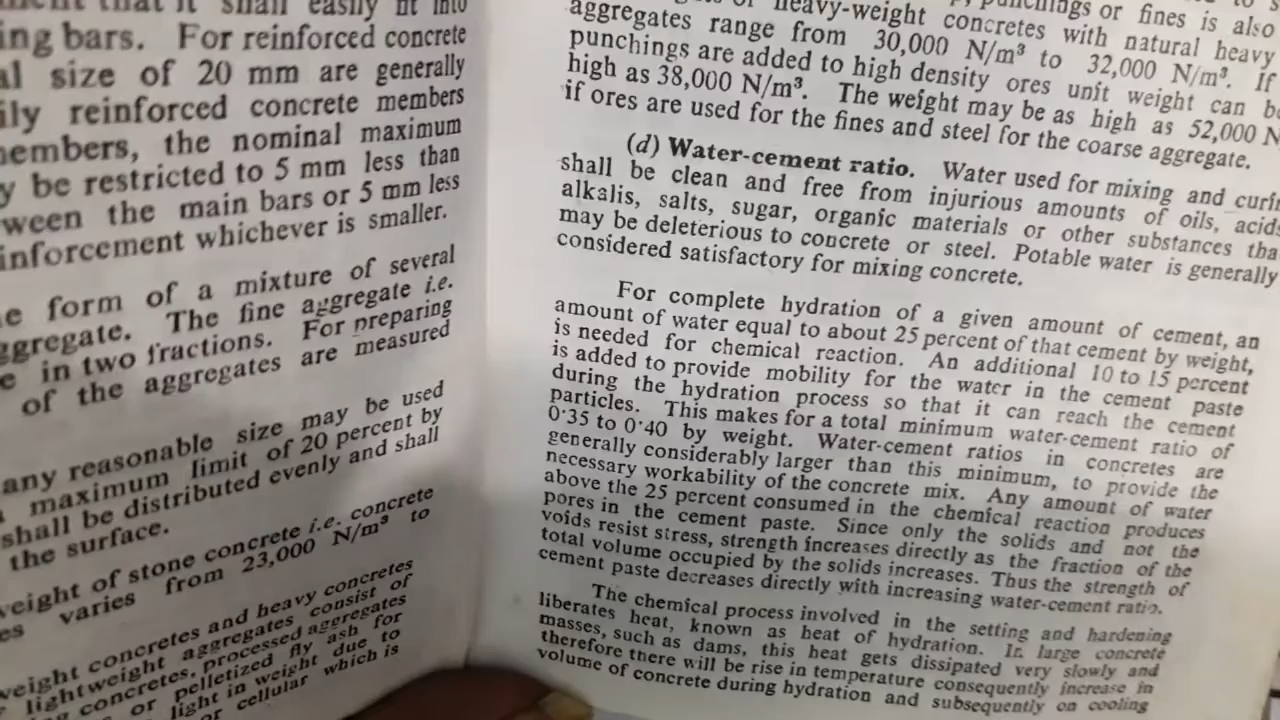 shall easily fit into
ing bars. For reinforced concrete
size of 20 mm are generally
reinforced concrete members
members, the nominal maximum
y be restricted to 5 mm less than
ween the main bars or 5 mm less
inforcement whichever is smaller.
e form of a mixture of several
ggregate. The fine aggregate i.e.
e in two fractions. For preparing
of the aggregates are measured
any reasonable size may be used
maximum limit of 20 percent by
shall be distributed evenly and shall
the surface.
weight of stone concrete i.e. concrete
es varies from 23,000 N/m³ to
weight concretes and heavy concretes
lightweight aggregates consist of
concretes, processed aggregates
or pelletized fly ash for
light in weight due to
or cellular which is
punchings or fines is also
heavy-weight concretes with natural heavy
aggregates range from 30,000 N/m³ to 32,000 N/m³. If
punchings are added to high density ores unit weight can be
high as 38,000 N/m³. The weight may be as high as 52,000 N
if ores are used for the fines and steel for the coarse aggregate.
(d) Water-cement ratio. Water used for mixing and curin
shall be clean and free from injurious amounts of oils, acids
alkalis, salts, sugar, organic materials or other substances tha
may be deleterious to concrete or steel. Potable water is generally
considered satisfactory for mixing concrete.
For complete hydration of a given amount of cement, an
amount of water equal to about 25 percent of that cement by weight,
is needed for chemical reaction. An additional 10 to 15 percent
is added to provide mobility for the water in the cement paste
during the hydration process so that it can reach the cement
particles. This makes for a total minimum water-cement ratio of
0·35 to 0·40 by weight. Water-cement ratios in concretes are
generally considerably larger than this minimum, to provide the
necessary workability of the concrete mix. Any amount of water
above the 25 percent consumed in the chemical reaction produces
pores in the cement paste. Since only the solids and not the
voids resist stress, strength increases directly as the fraction of the
total volume occupied by the solids increases. Thus the strength of
cement paste decreases directly with increasing water-cement ratio.
The chemical process involved in the setting and hardening
liberates heat, known as heat of hydration. In large concrete
masses, such as dams, this heat gets dissipated very slowly and
therefore there will be rise in temperature consequently increase in
volume of concrete during hydration and subsequently on cooling